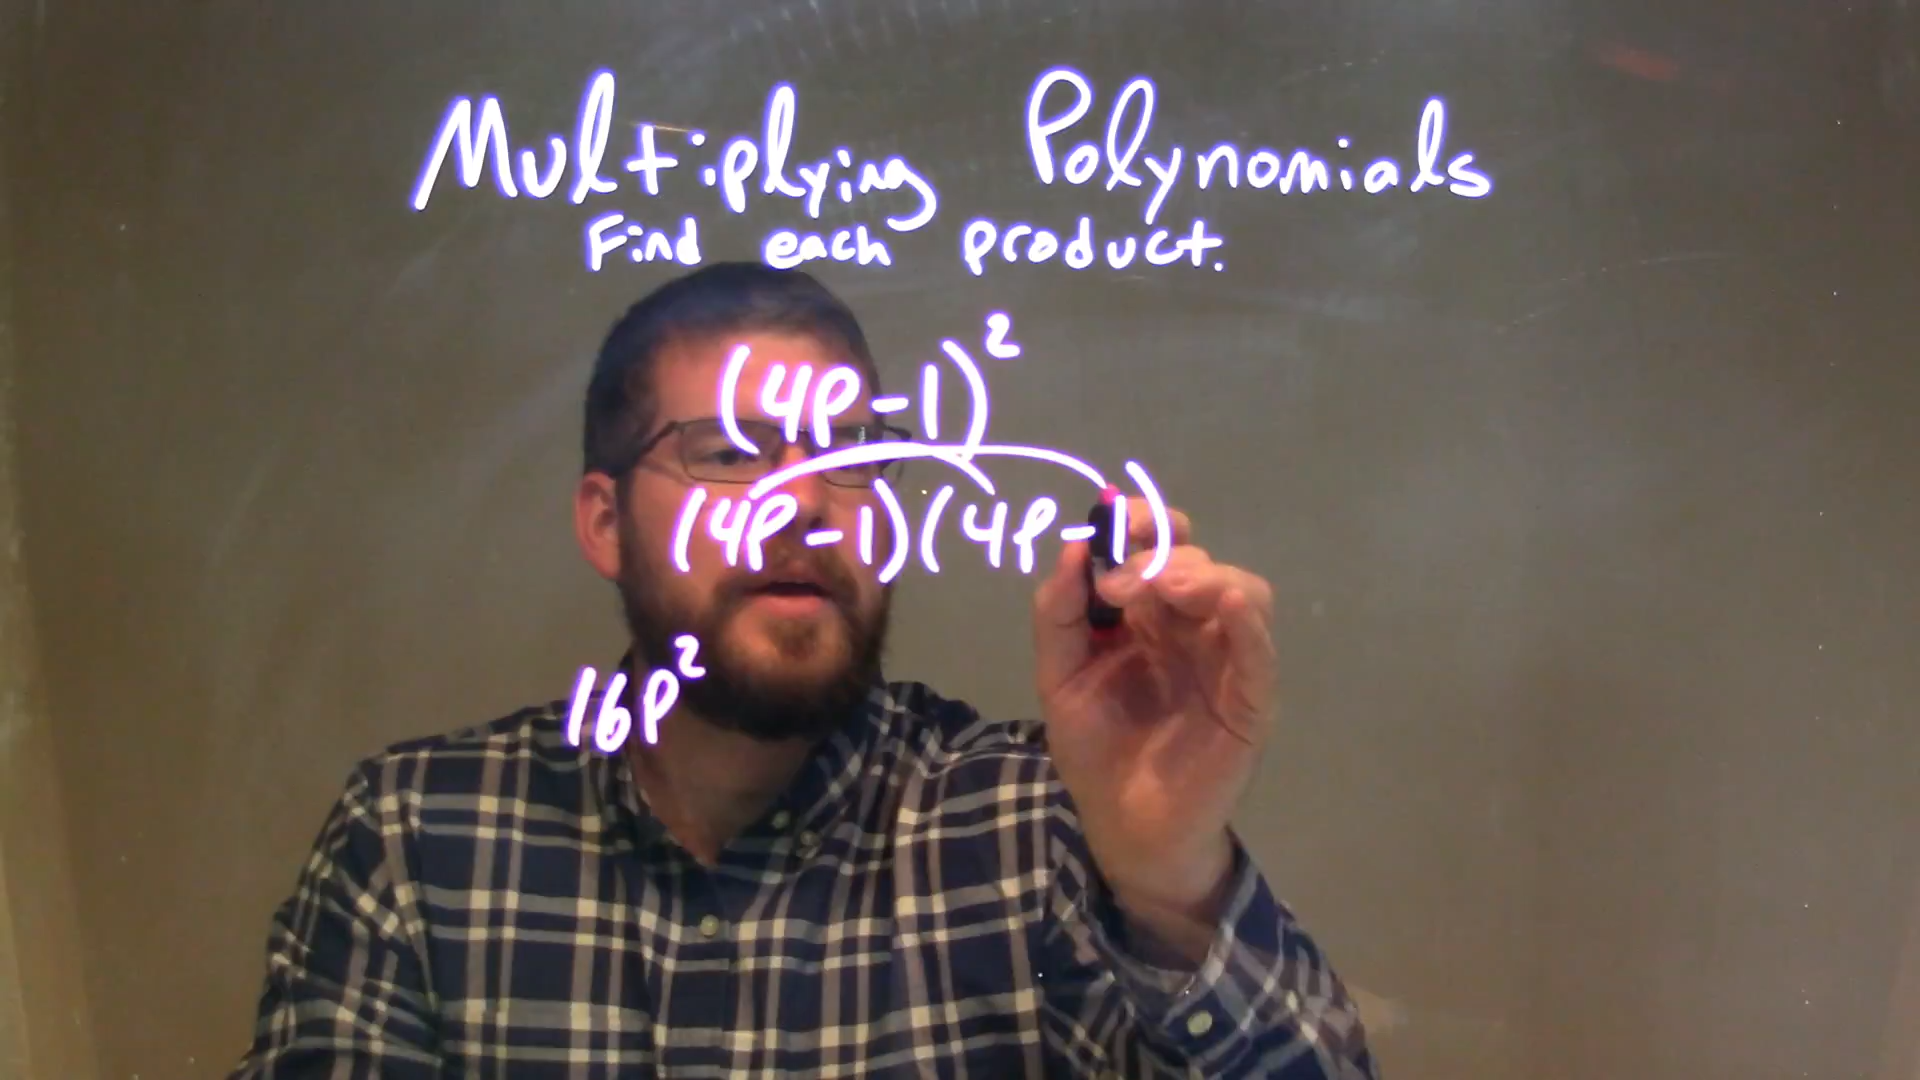 Multiplying Polynomials
Find each product.
(4p-1)²
(4p-1)(4p-1)
16p²